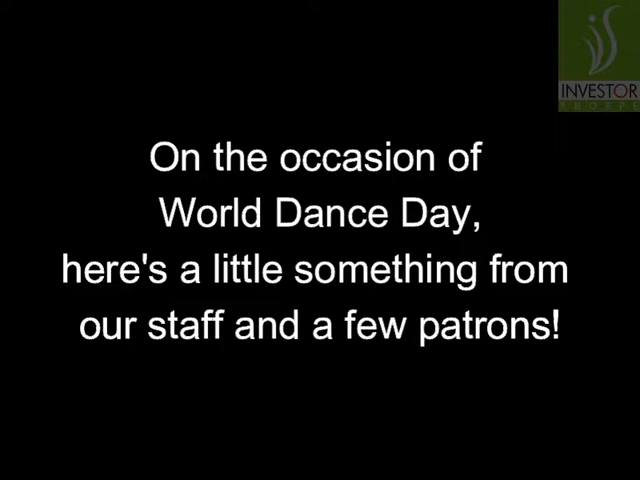 INVESTOR
On the occasion of
World Dance Day,
here's a little something from
our staff and a few patrons!